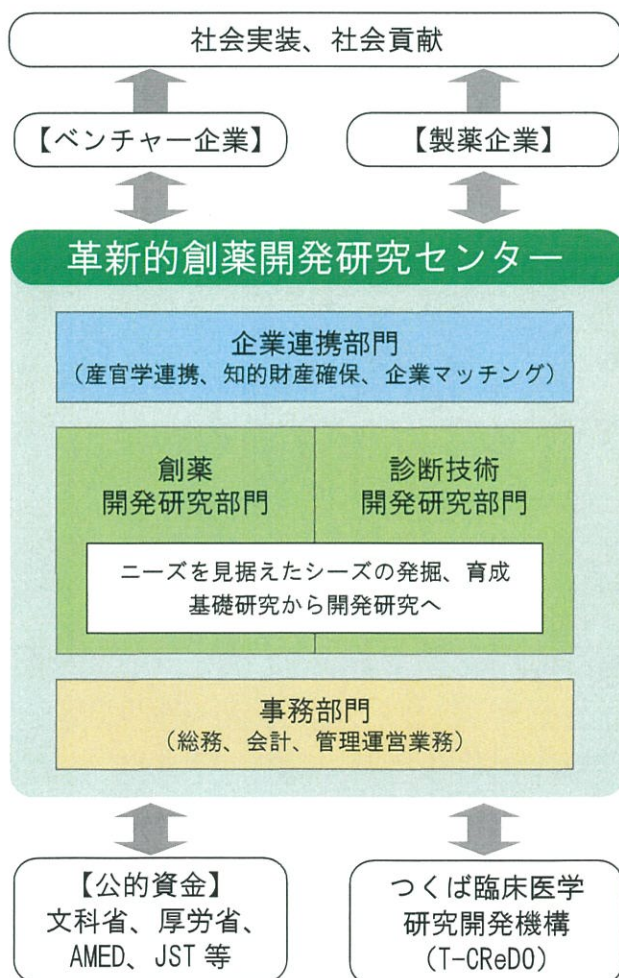 社会実装、社会貢献
【ベンチャー企業】
【製薬企業】
革新的創薬開発研究センター
企業連携部門
(産官学連携、知的財産確保、企業マッチング)
創薬
開発研究部門
診断技術
開発研究部門
ニーズを見据えたシーズの発掘、育成
基礎研究から開発研究へ
事務部門
(総務、会計、管理運営業務)
【公的資金】
文科省、厚労省、
AMED、JST 等
つくば臨床医学
研究開発機構
(T-CReDO)